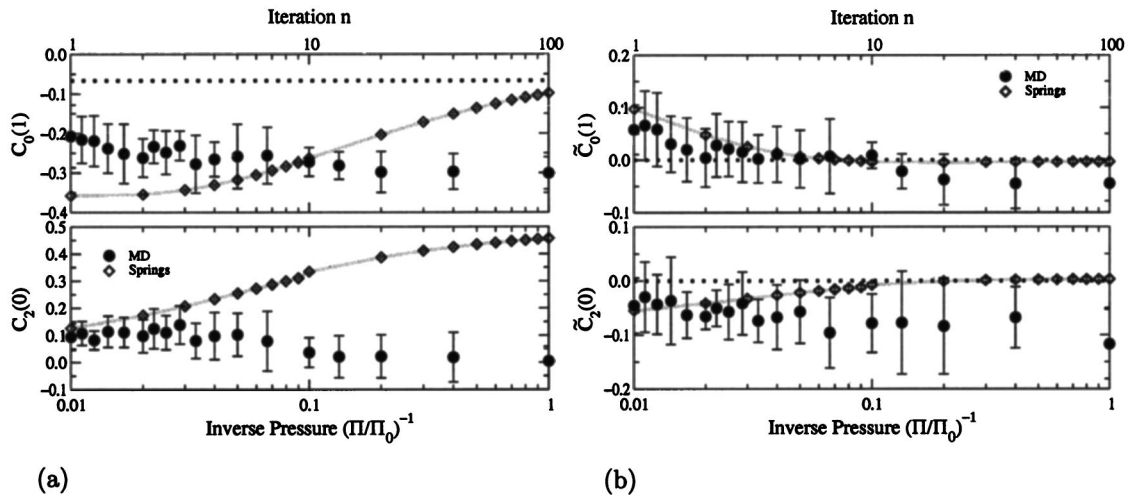 Iteration n
1 10 100
0.0
−0.1
−0.2
−0.3
−0.4
C₀(1)
0.5
0.4
0.3
0.2
0.1
0.0
−0.1
C₂(0)
MD
Springs
0.01 0.1 1
Inverse Pressure (Π/Π₀)⁻¹
(a)
Iteration n
1 10 100
0.2
0.1
0.0
−0.1
C̃₀(1)
MD
Springs
0.1
0.0
−0.1
−0.2
C̃₂(0)
0.01 0.1 1
Inverse Pressure (Π/Π₀)⁻¹
(b)